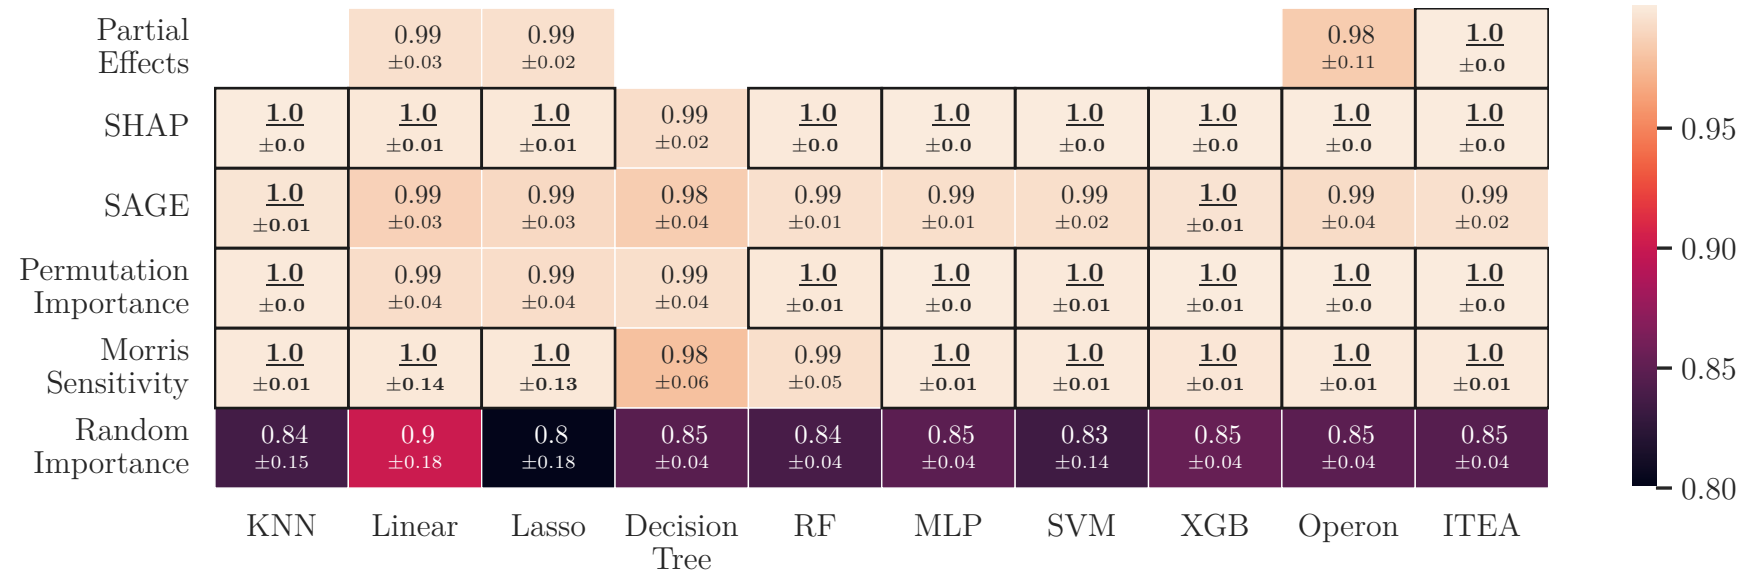 Partial
Effects
0.99 0.99 0.98 1.0
±0.03 ±0.02 ±0.11 ±0.0
SHAP
1.0 1.0 1.0 0.99 1.0 1.0 1.0 1.0 1.0 1.0
±0.0 ±0.01 ±0.01 ±0.02 ±0.0 ±0.0 ±0.0 ±0.0 ±0.0 ±0.0
SAGE
1.0 0.99 0.99 0.98 0.99 0.99 0.99 1.0 0.99 0.99
±0.01 ±0.03 ±0.03 ±0.04 ±0.01 ±0.01 ±0.02 ±0.01 ±0.04 ±0.02
Permutation
Importance
1.0 0.99 0.99 0.99 1.0 1.0 1.0 1.0 1.0 1.0
±0.0 ±0.04 ±0.04 ±0.04 ±0.01 ±0.0 ±0.01 ±0.01 ±0.0 ±0.0
Morris
Sensitivity
1.0 1.0 1.0 0.98 0.99 1.0 1.0 1.0 1.0 1.0
±0.01 ±0.14 ±0.13 ±0.06 ±0.05 ±0.01 ±0.01 ±0.01 ±0.01 ±0.01
Random
Importance
0.84 0.9 0.8 0.85 0.84 0.85 0.83 0.85 0.85 0.85
±0.15 ±0.18 ±0.18 ±0.04 ±0.04 ±0.04 ±0.14 ±0.04 ±0.04 ±0.04
KNN Linear Lasso Decision RF MLP SVM XGB Operon ITEA
Tree
0.95
0.90
0.85
0.80